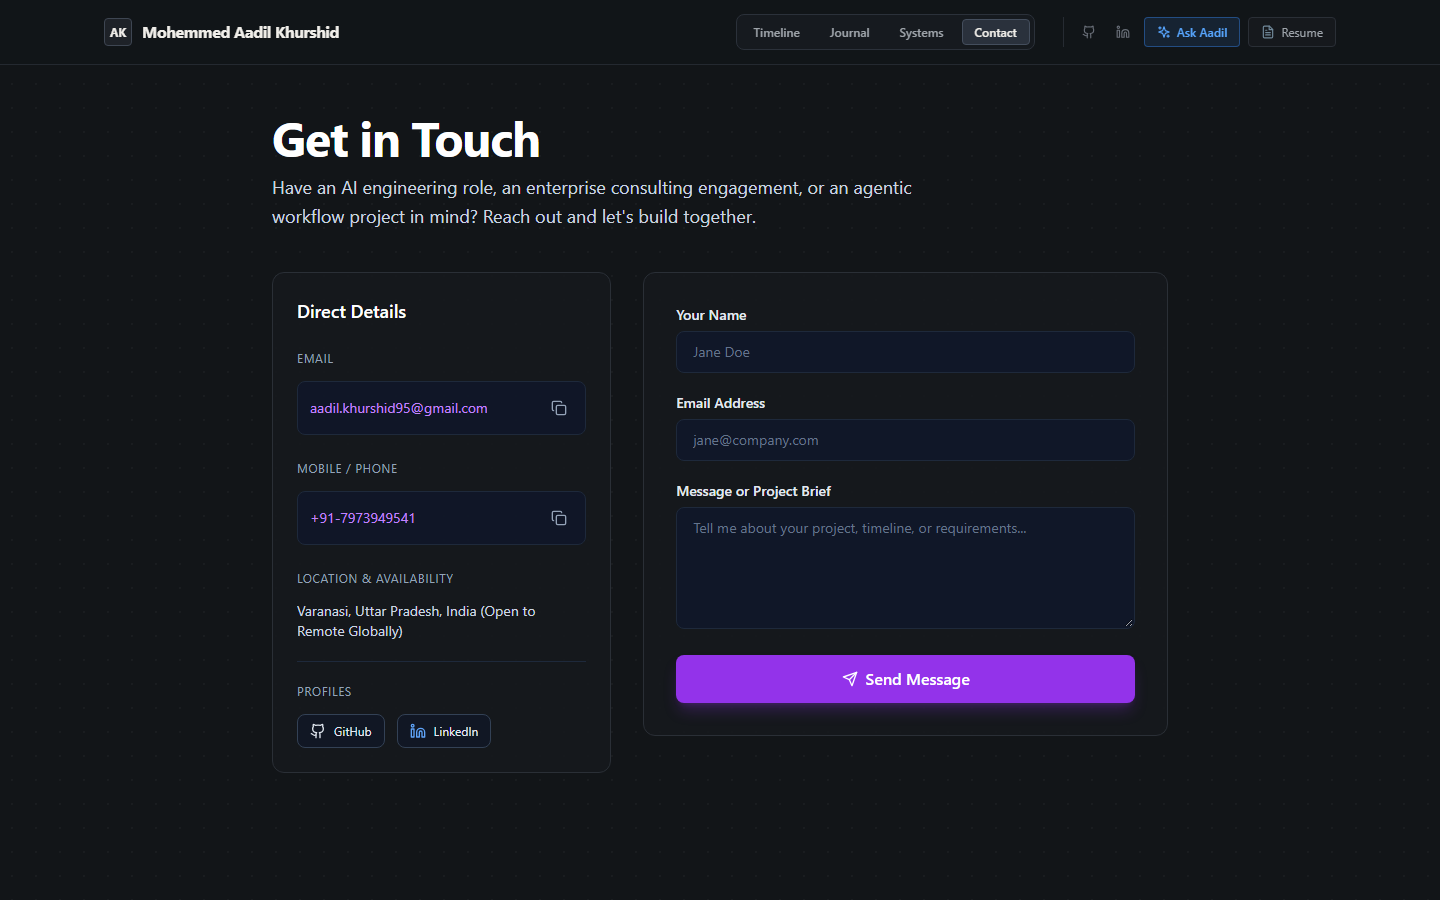 AK Mohemmed Aadil Khurshid
Timeline Journal Systems Contact
Ask Aadil Resume
Get in Touch
Have an AI engineering role, an enterprise consulting engagement, or an agentic
workflow project in mind? Reach out and let's build together.
Direct Details
EMAIL
aadil.khurshid95@gmail.com
MOBILE / PHONE
+91-7973949541
LOCATION & AVAILABILITY
Varanasi, Uttar Pradesh, India (Open to
Remote Globally)
PROFILES
GitHub LinkedIn
Your Name
Jane Doe
Email Address
jane@company.com
Message or Project Brief
Tell me about your project, timeline, or requirements...
Send Message